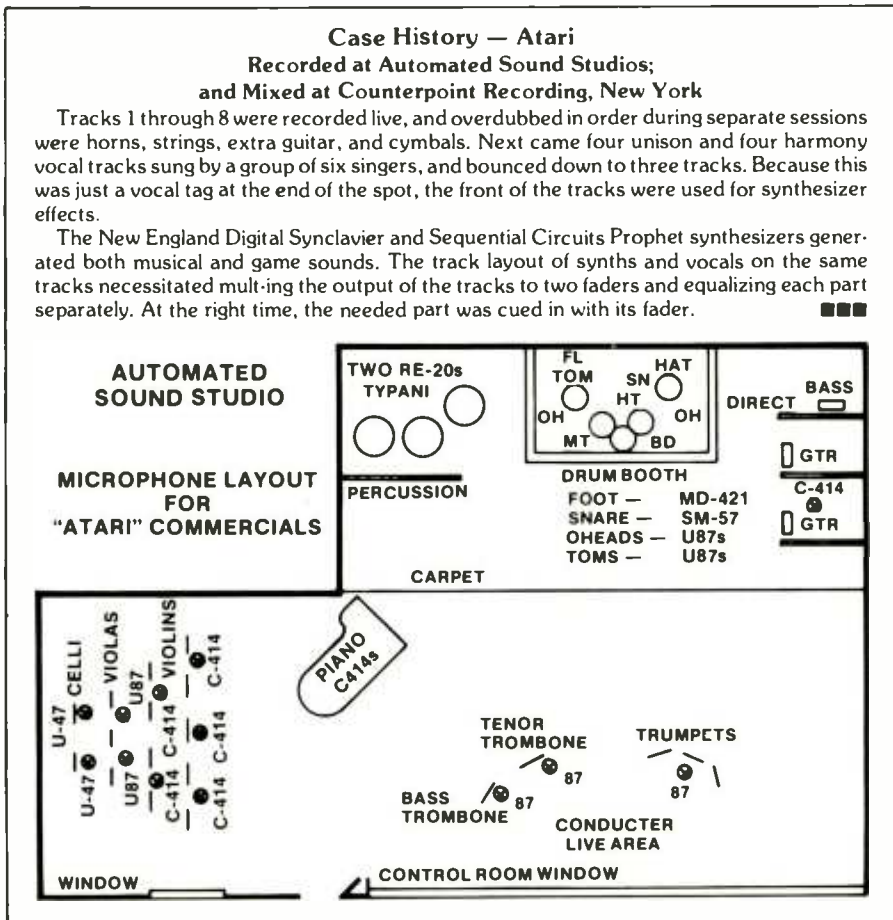 Case History — Atari
Recorded at Automated Sound Studios;
and Mixed at Counterpoint Recording, New York
Tracks 1 through 8 were recorded live, and overdubbed in order during separate sessions
were horns, strings, extra guitar, and cymbals. Next came four unison and four harmony
vocal tracks sung by a group of six singers, and bounced down to three tracks. Because this
was just a vocal tag at the end of the spot, the front of the tracks were used for synthesizer
effects.
The New England Digital Synclavier and Sequential Circuits Prophet synthesizers gener-
ated both musical and game sounds. The track layout of synths and vocals on the same
tracks necessitated mult-ing the output of the tracks to two faders and equalizing each part
separately. At the right time, the needed part was cued in with its fader.
AUTOMATED
SOUND STUDIO
MICROPHONE LAYOUT
FOR
"ATARI" COMMERCIALS
TWO RE-20s
TYPANI
PERCUSSION
FL
TOM
SN
HAT
HT
OH
OH
MT
BD
DRUM BOOTH
FOOT — MD-421
SNARE — SM-57
OHEADS — U87s
TOMS — U87s
DIRECT
BASS
GTR
C-414
GTR
CARPET
U-47
CELLI
VIOLAS
U87
VIOLINS
C-414
C-414
C-414
U-47
U87
C-414
C-414
PIANO
C414s
TENOR
TROMBONE
87
BASS
TROMBONE
87
TRUMPETS
87
CONDUCTER
LIVE AREA
WINDOW
CONTROL ROOM WINDOW